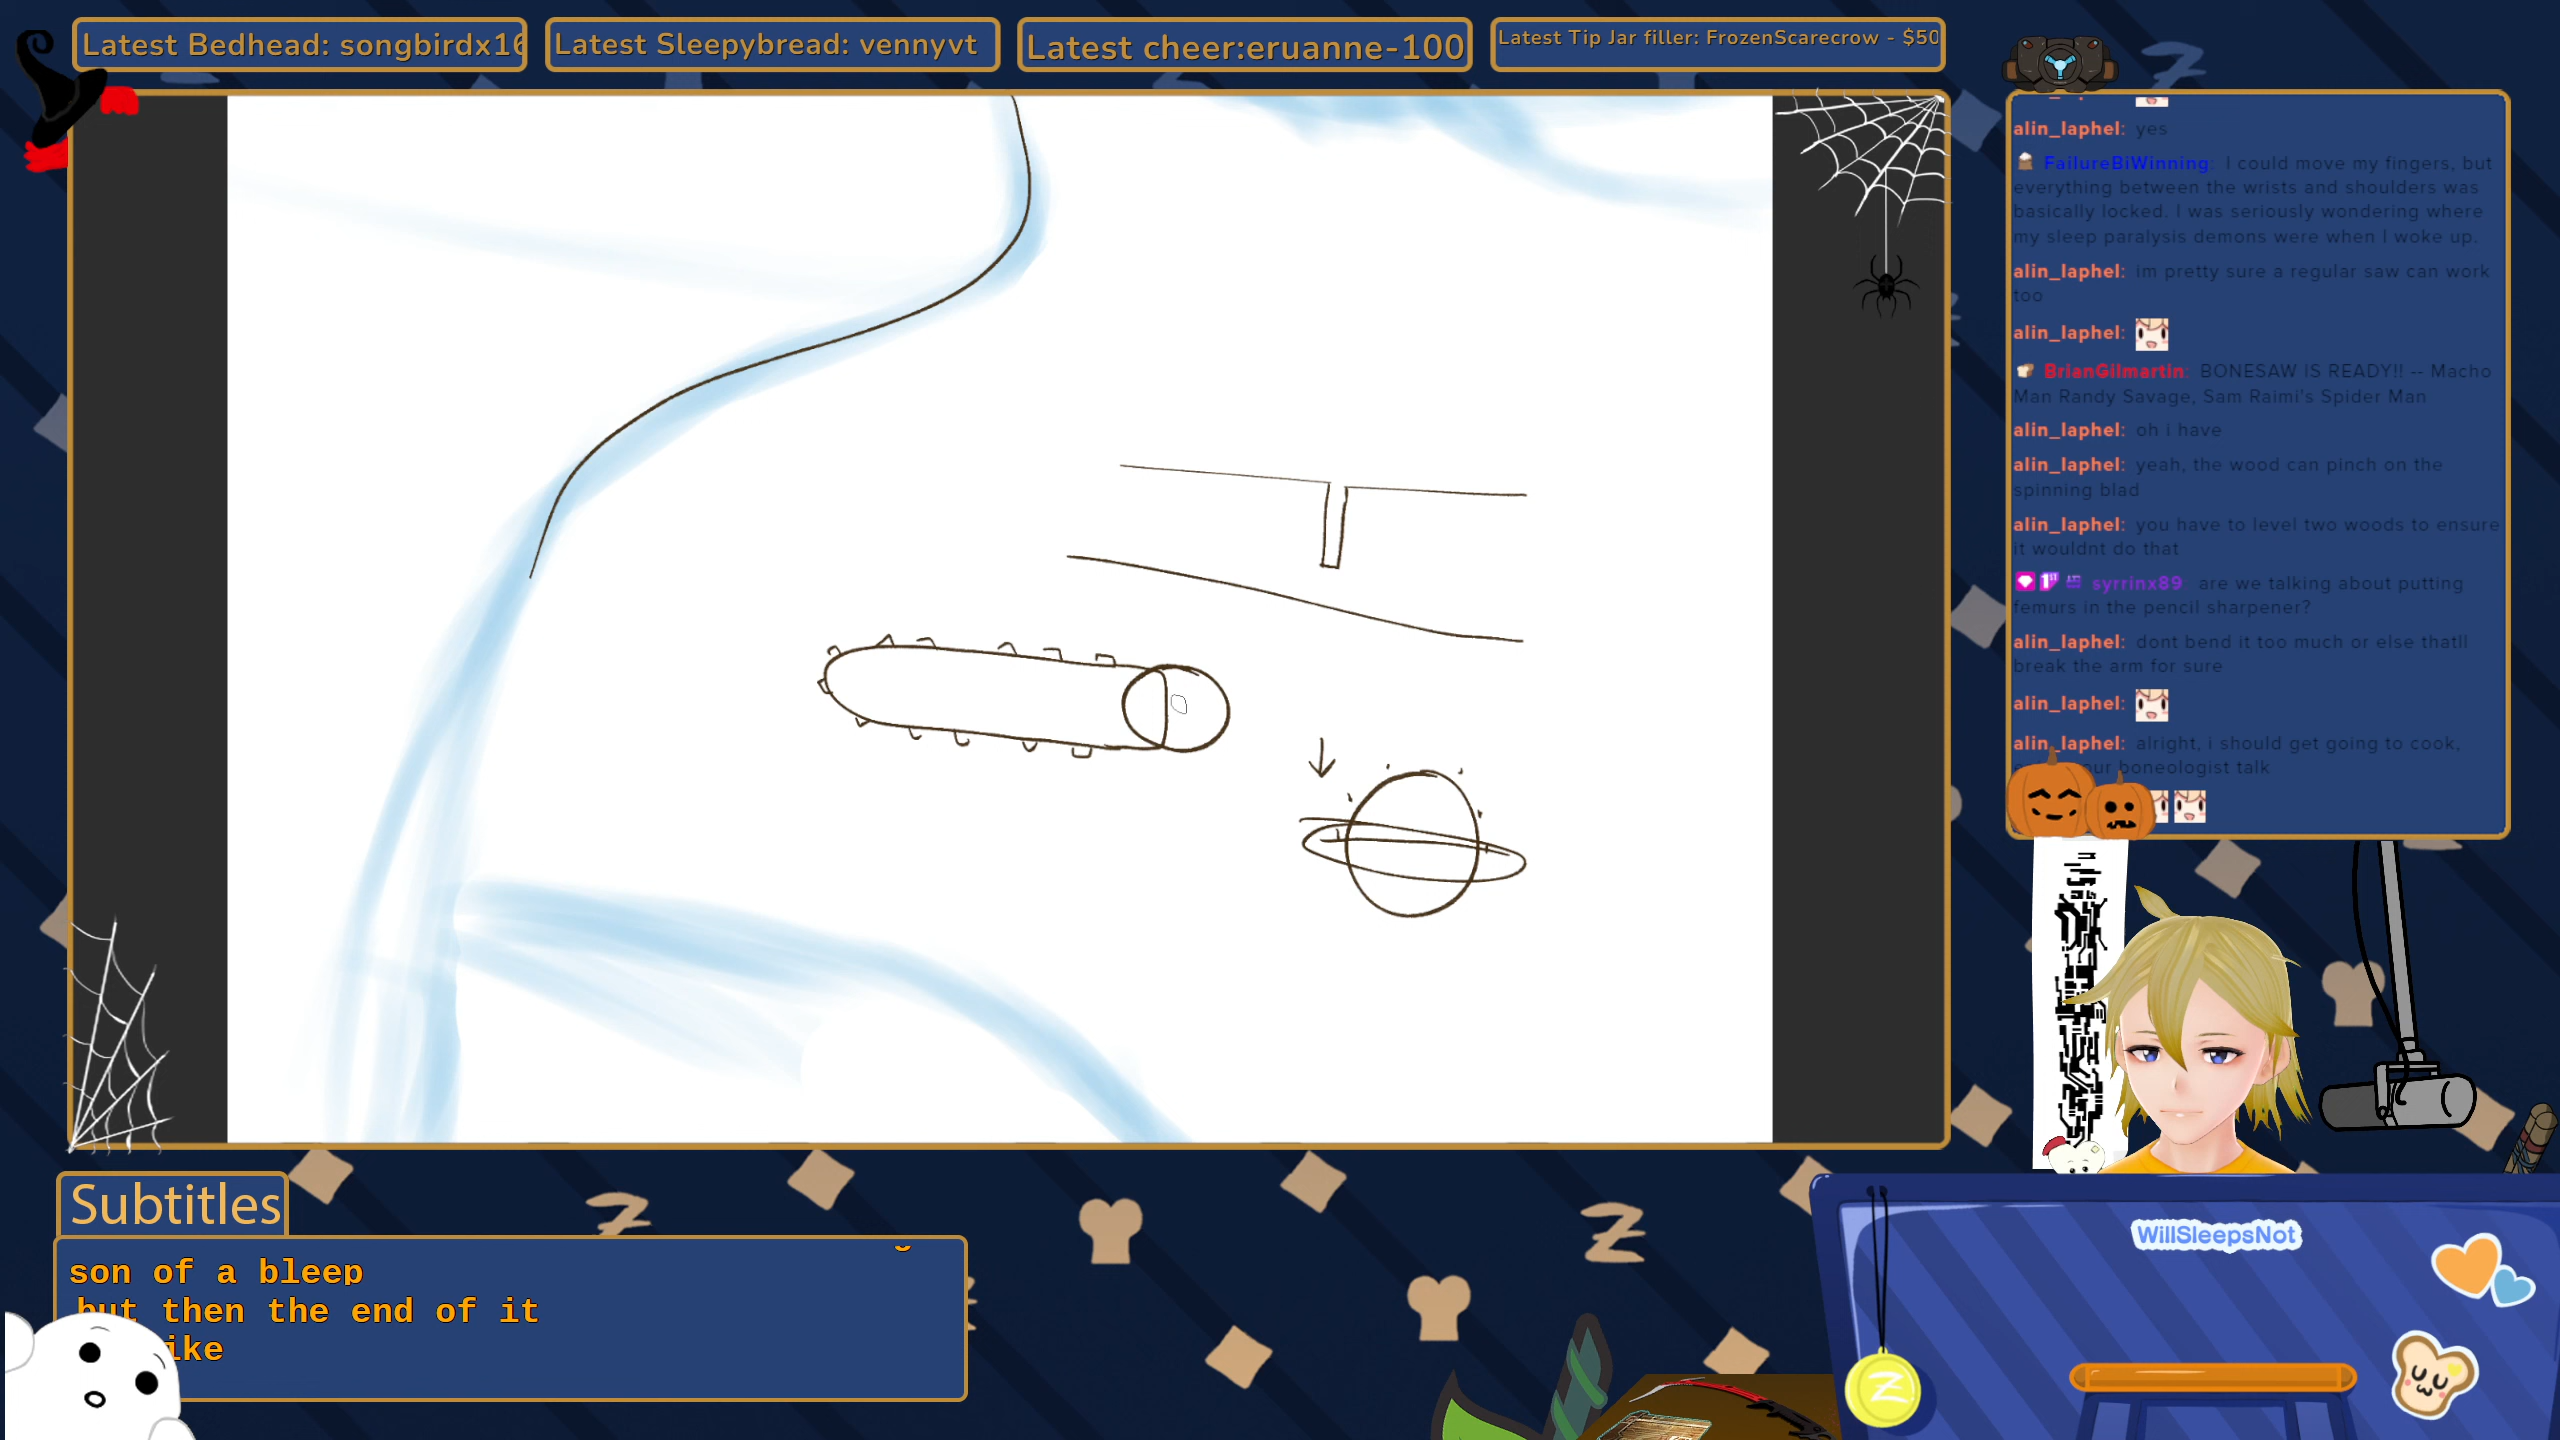 Latest Bedhead: songbirdx16
Latest Sleepybread: vennyvt
Latest cheer:eruanne-100
Latest Tip Jar filler: FrozenScarecrow - $50
alin_laphel: yes
FailureBiWinning: I could move my fingers, but
everything between the wrists and shoulders was
basically locked. I was seriously wondering where
my sleep paralysis demons were when I woke up.
alin_laphel: im pretty sure a regular saw can work
too
alin_laphel:
BrianGilmartin: BONESAW IS READY!! -- Macho
Man Randy Savage, Sam Raimi's Spider Man
alin_laphel: oh i have
alin_laphel: yeah, the wood can pinch on the
spinning blad
alin_laphel: you have to level two woods to ensure
it wouldnt do that
syrrinx89: are we talking about putting
femurs in the pencil sharpener?
alin_laphel: dont bend it too much or else thatll
break the arm for sure
alin_laphel:
alin_laphel: alright, i should get going to cook,
boneologist talk
Subtitles
son of a bleep
but then the end of it
WillSleepsNot
Z